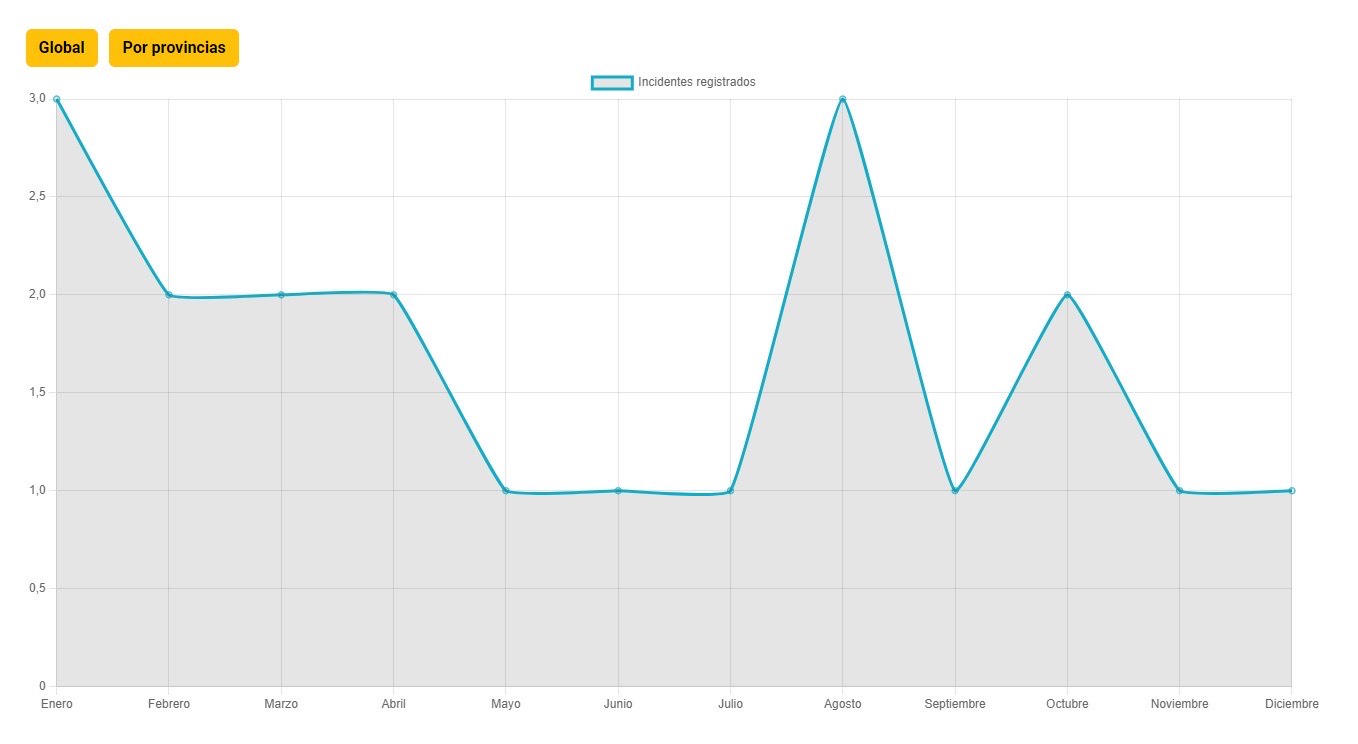 Global Por provincias
Incidentes registrados
3,0
2,5
2,0
1,5
1,0
0,5
0
Enero Febrero Marzo Abril Mayo Junio Julio Agosto Septiembre Octubre Noviembre Diciembre